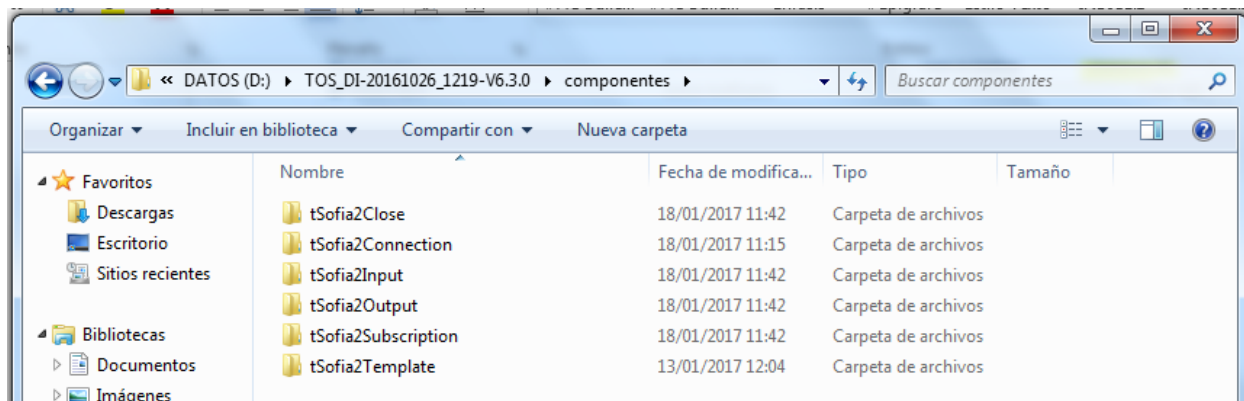 « DATOS (D:) TOS_DI-20161026_1219-V6.3.0 componentes Buscar componentes
Organizar Incluir en biblioteca Compartir con Nueva carpeta
Favoritos Nombre Fecha de modifica... Tipo Tamaño
Descargas tSofia2Close 18/01/2017 11:42 Carpeta de archivos
Escritorio tSofia2Connection 18/01/2017 11:15 Carpeta de archivos
Sitios recientes tSofia2Input 18/01/2017 11:42 Carpeta de archivos
tSofia2Output 18/01/2017 11:42 Carpeta de archivos
Bibliotecas tSofia2Subscription 18/01/2017 11:42 Carpeta de archivos
Documentos tSofia2Template 13/01/2017 12:04 Carpeta de archivos
Imágenes